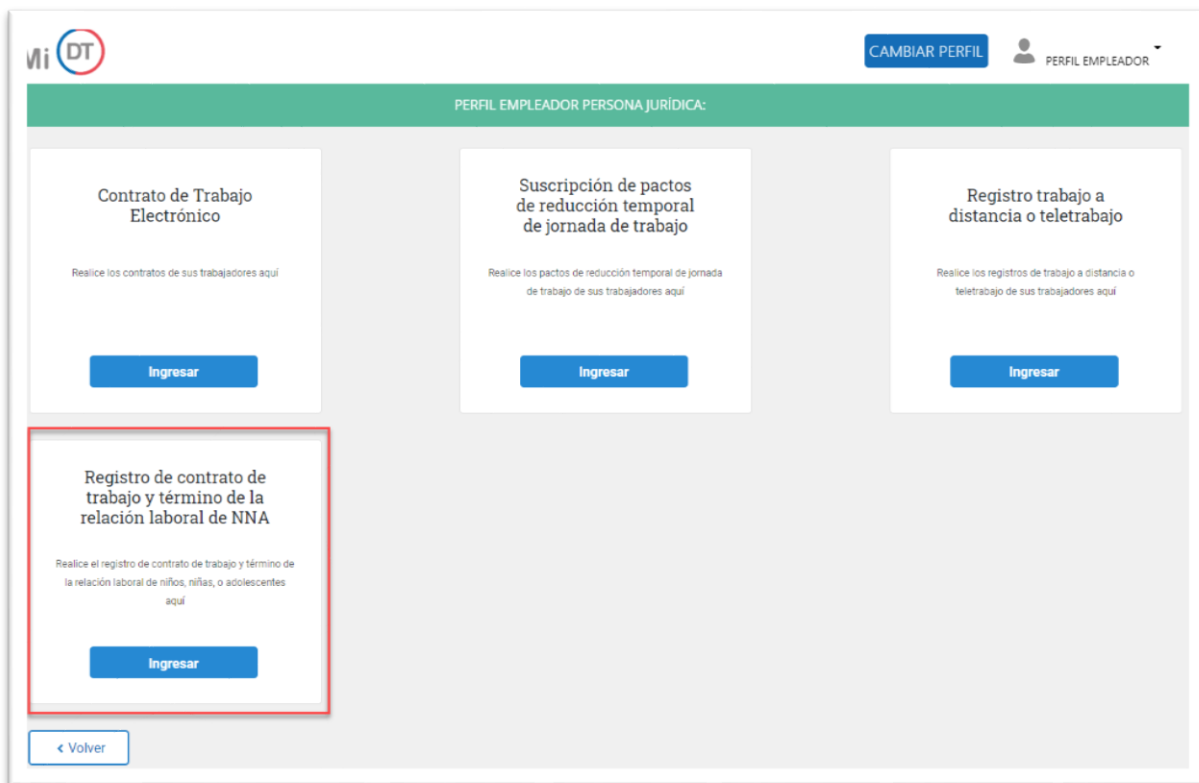 Mi DT
CAMBIAR PERFIL
PERFIL EMPLEADOR
PERFIL EMPLEADOR PERSONA JURÍDICA:
Contrato de Trabajo
Electrónico
Realice los contratos de sus trabajadores aquí
Ingresar
Suscripción de pactos
de reducción temporal
de jornada de trabajo
Realice los pactos de reducción temporal de jornada
de trabajo de sus trabajadores aquí
Ingresar
Registro trabajo a
distancia o teletrabajo
Realice los registros de trabajo a distancia o
teletrabajo de sus trabajadores aquí
Ingresar
Registro de contrato de
trabajo y término de la
relación laboral de NNA
Realice el registro de contrato de trabajo y término de
la relación laboral de niños, niñas, o adolescentes
aquí
Ingresar
< Volver